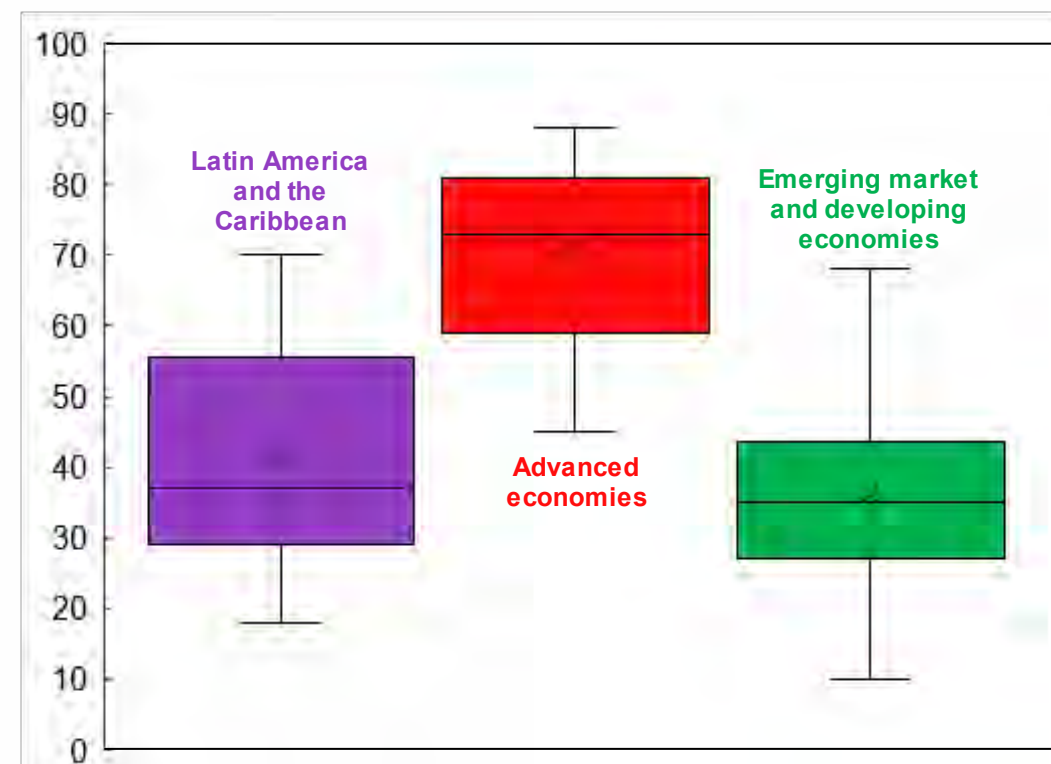 100
90
80
70
60
50
40
30
20
10
0
Latin America
and the
Caribbean
Advanced
economies
Emerging market
and developing
economies